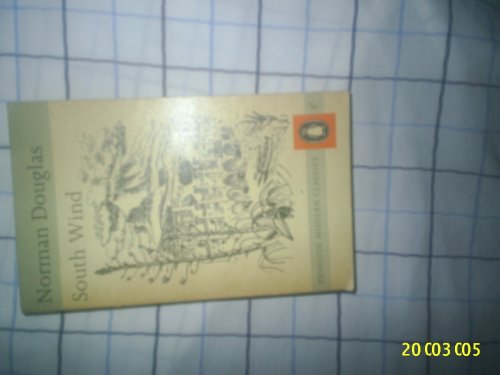 Norman Douglas
South Wind
PENGUIN MODERN CLASSICS
20 03 05